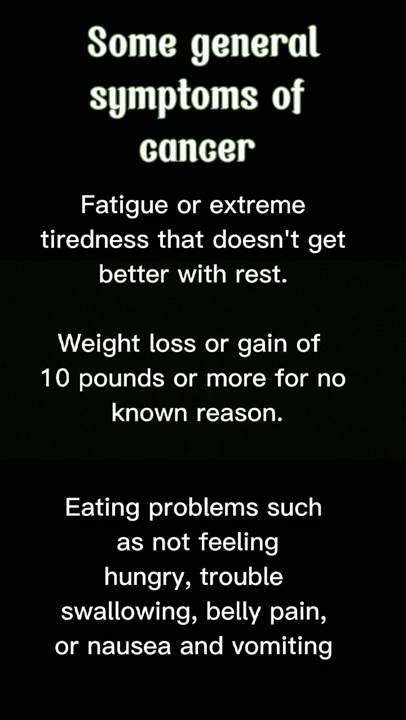 Some general
symptoms of
cancer
Fatigue or extreme
tiredness that doesn't get
better with rest.
Weight loss or gain of
10 pounds or more for no
known reason.
Eating problems such
as not feeling
hungry, trouble
swallowing, belly pain,
or nausea and vomiting